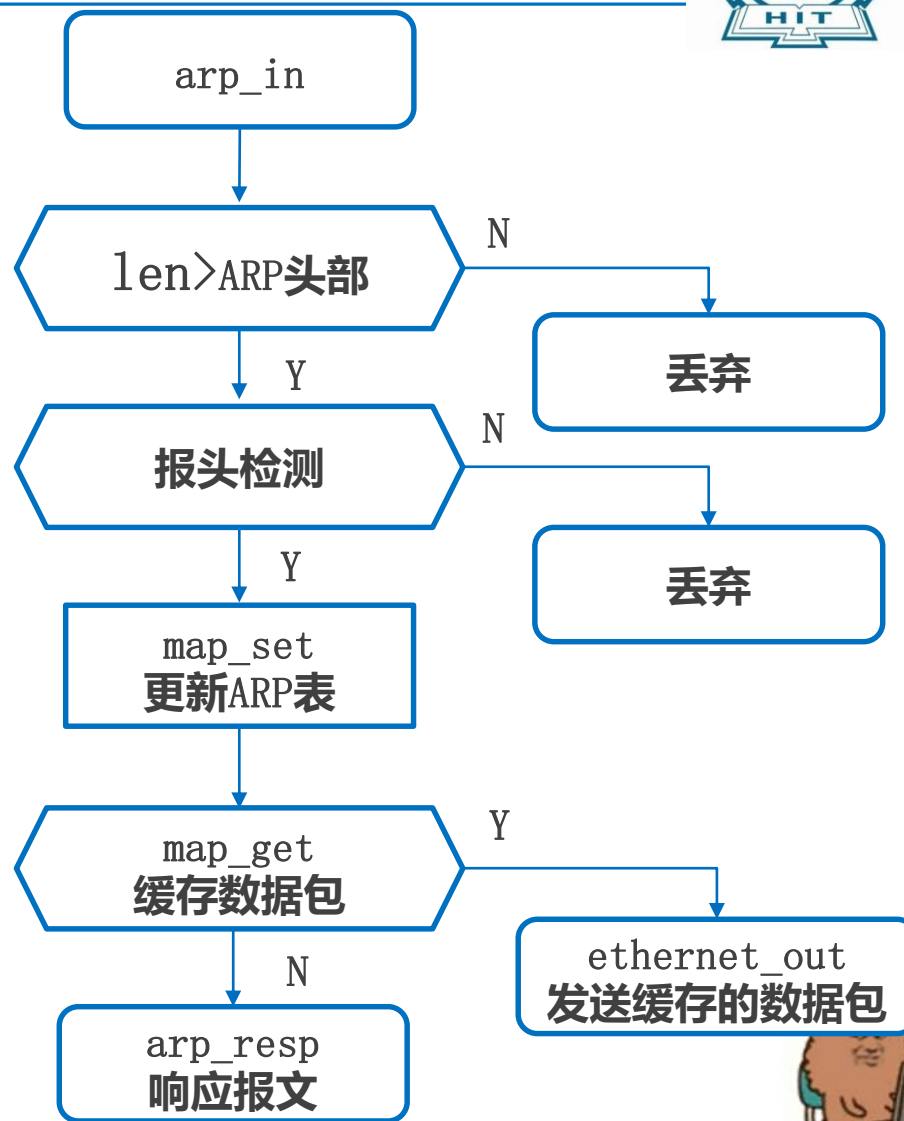 HIT
arp_in
len>ARP头部
N
丢弃
Y
报头检测
N
丢弃
Y
map_set
更新ARP表
map_get
缓存数据包
Y
ethernet_out
发送缓存的数据包
N
arp_resp
响应报文